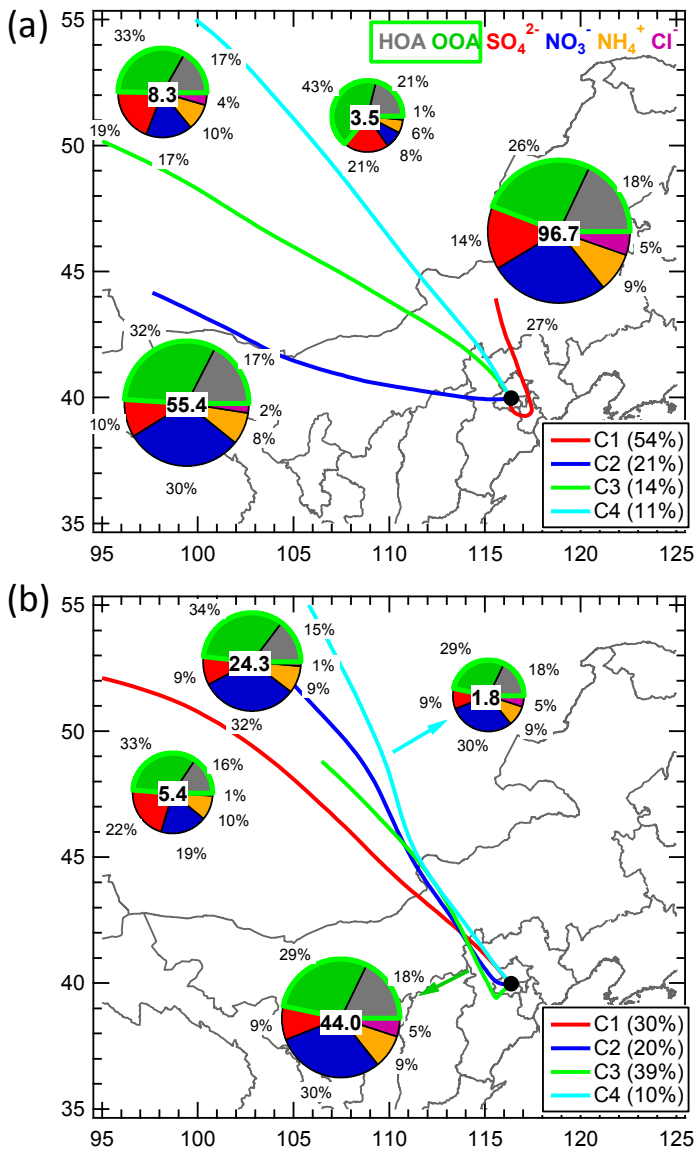 (a)
HOA OOA SO₄²⁻ NO₃⁻ NH₄⁺ Cl⁻
55
50
45
40
35
95 100 105 110 115 120 125
33% 17% 4% 10% 17% 19%
8.3
43% 21% 1% 6% 8% 21%
3.5
26% 18% 5% 9% 27% 14%
96.7
32% 17% 2% 8% 30% 10%
55.4
C1 (54%)
C2 (21%)
C3 (14%)
C4 (11%)
(b)
55
50
45
40
35
95 100 105 110 115 120 125
34% 15% 1% 9% 32% 9%
24.3
29% 18% 5% 9% 30% 9%
1.8
33% 16% 1% 10% 19% 22%
5.4
29% 18% 5% 9% 30% 9%
44.0
C1 (30%)
C2 (20%)
C3 (39%)
C4 (10%)